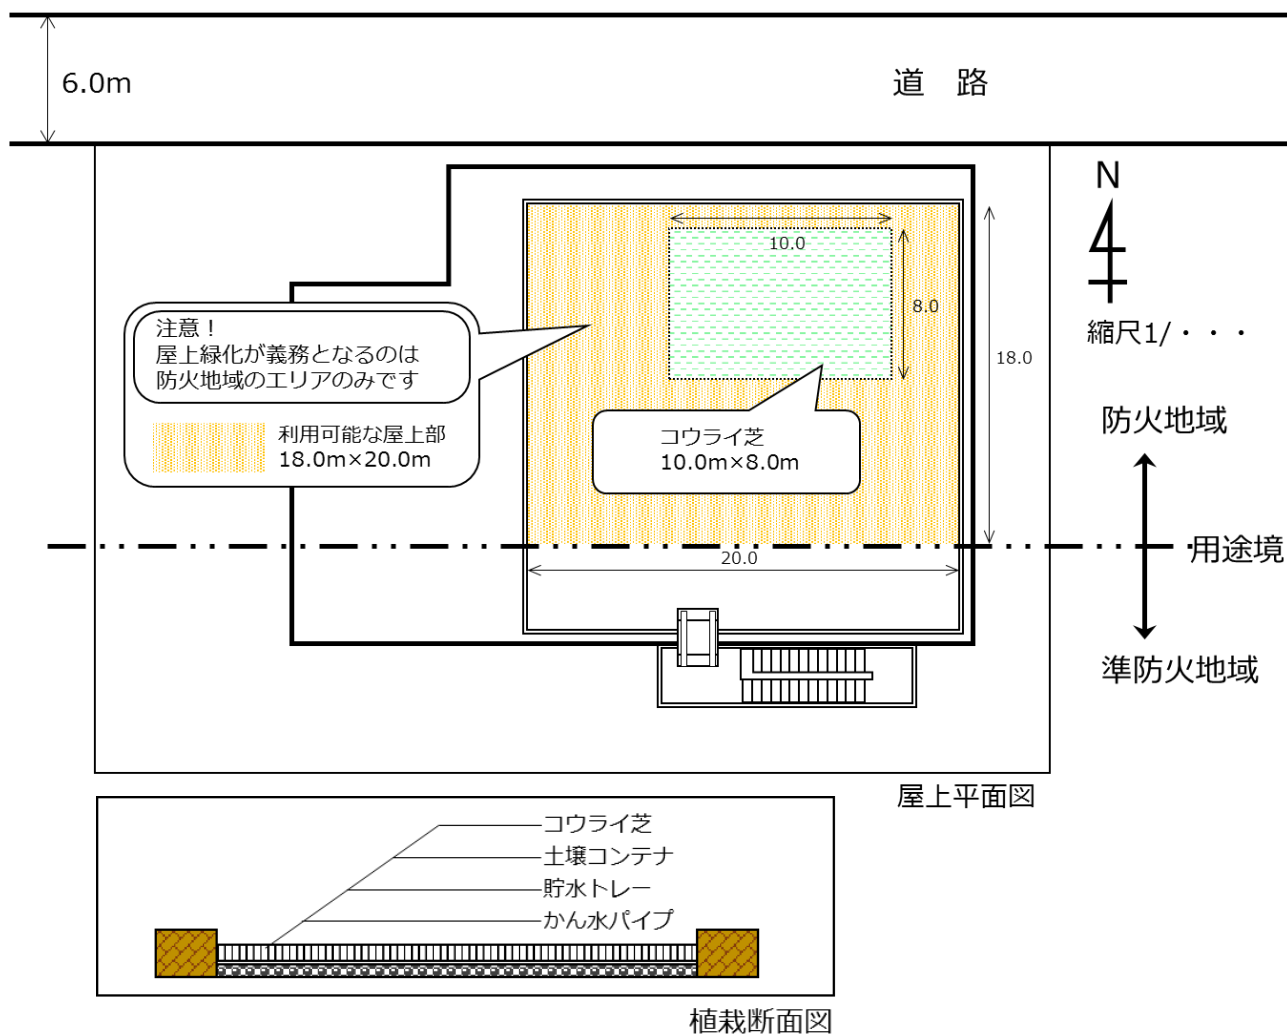 6.0m
道　路
N
縮尺1/・・・
10.0
8.0
18.0
注意！
屋上緑化が義務となるのは
防火地域のエリアのみです
利用可能な屋上部
18.0m×20.0m
コウライ芝
10.0m×8.0m
防火地域
用途境
20.0
準防火地域
屋上平面図
コウライ芝
土壌コンテナ
貯水トレー
かん水パイプ
植栽断面図